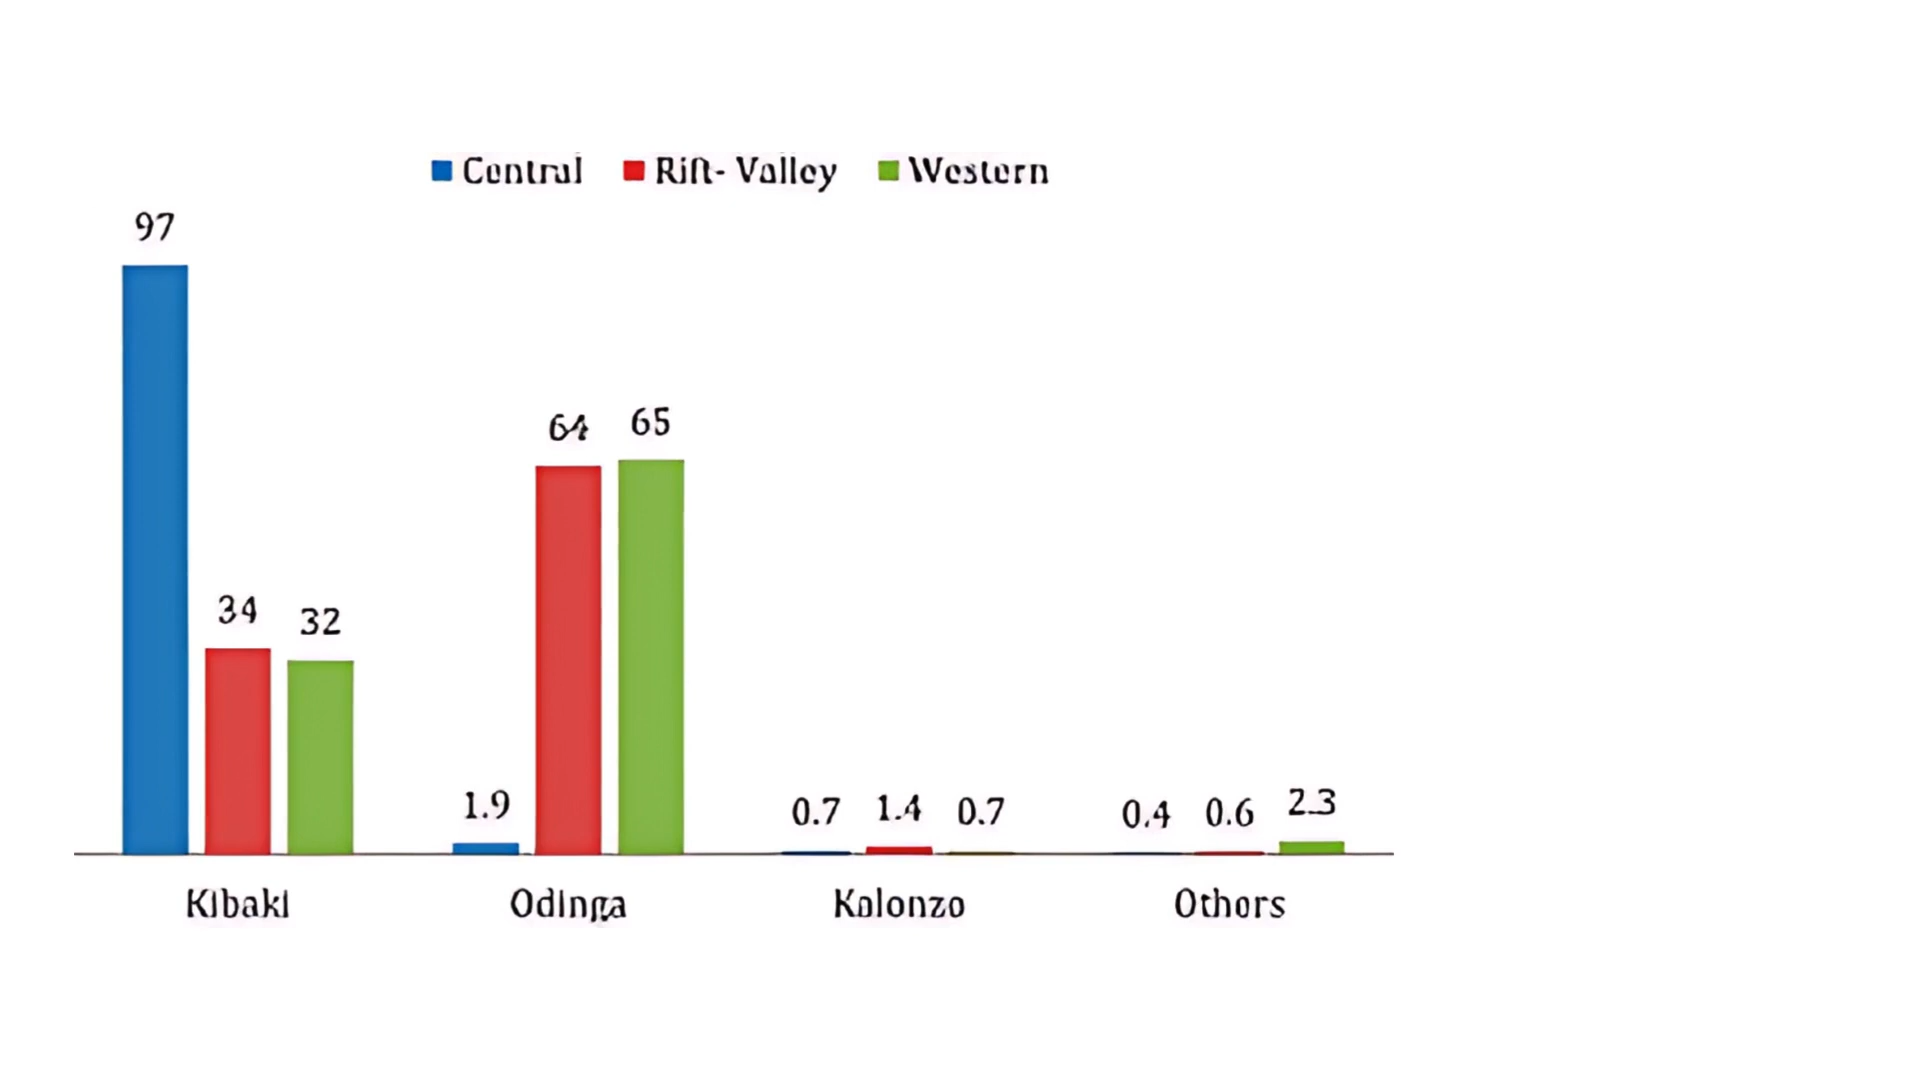 Central Rift- Valley Western
97
34 32
1.9 64 65
0.7 1.4 0.7
0.4 0.6 2.3
Kibaki Odinga Kalonzo Others